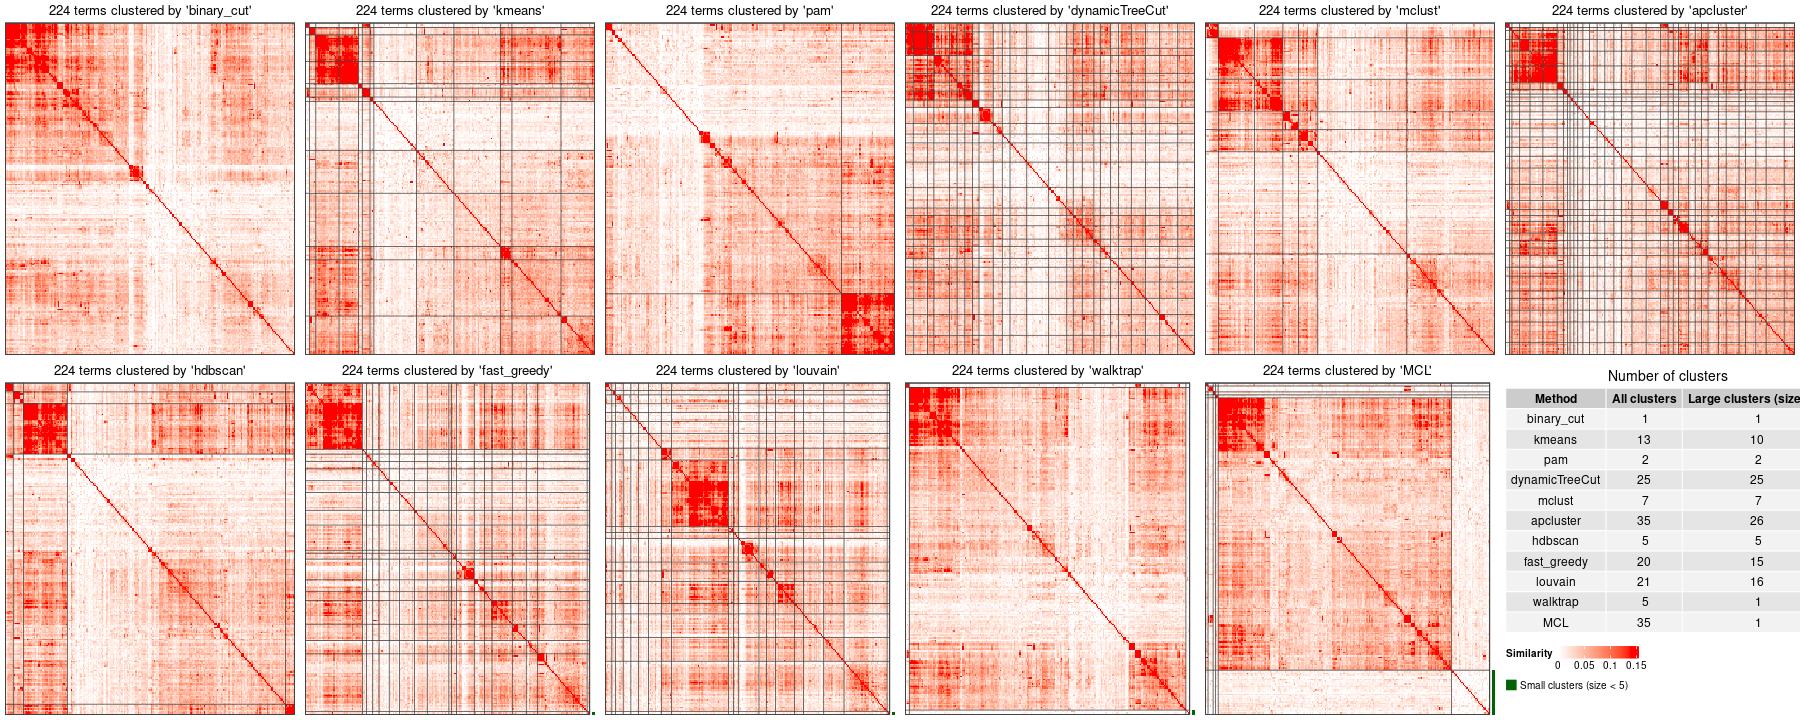 224 terms clustered by 'binary_cut'
224 terms clustered by 'kmeans'
224 terms clustered by 'pam'
224 terms clustered by 'dynamicTreeCut'
224 terms clustered by 'mclust'
224 terms clustered by 'apcluster'
224 terms clustered by 'hdbscan'
224 terms clustered by 'fast_greedy'
224 terms clustered by 'louvain'
224 terms clustered by 'walktrap'
224 terms clustered by 'MCL'
Number of clusters
Method All clusters Large clusters (size
binary_cut 1 1
kmeans 13 10
pam 2 2
dynamicTreeCut 25 25
mclust 7 7
apcluster 35 26
hdbscan 5 5
fast_greedy 20 15
louvain 21 16
walktrap 5 1
MCL 35 1
Similarity
0 0.05 0.1 0.15
Small clusters (size < 5)